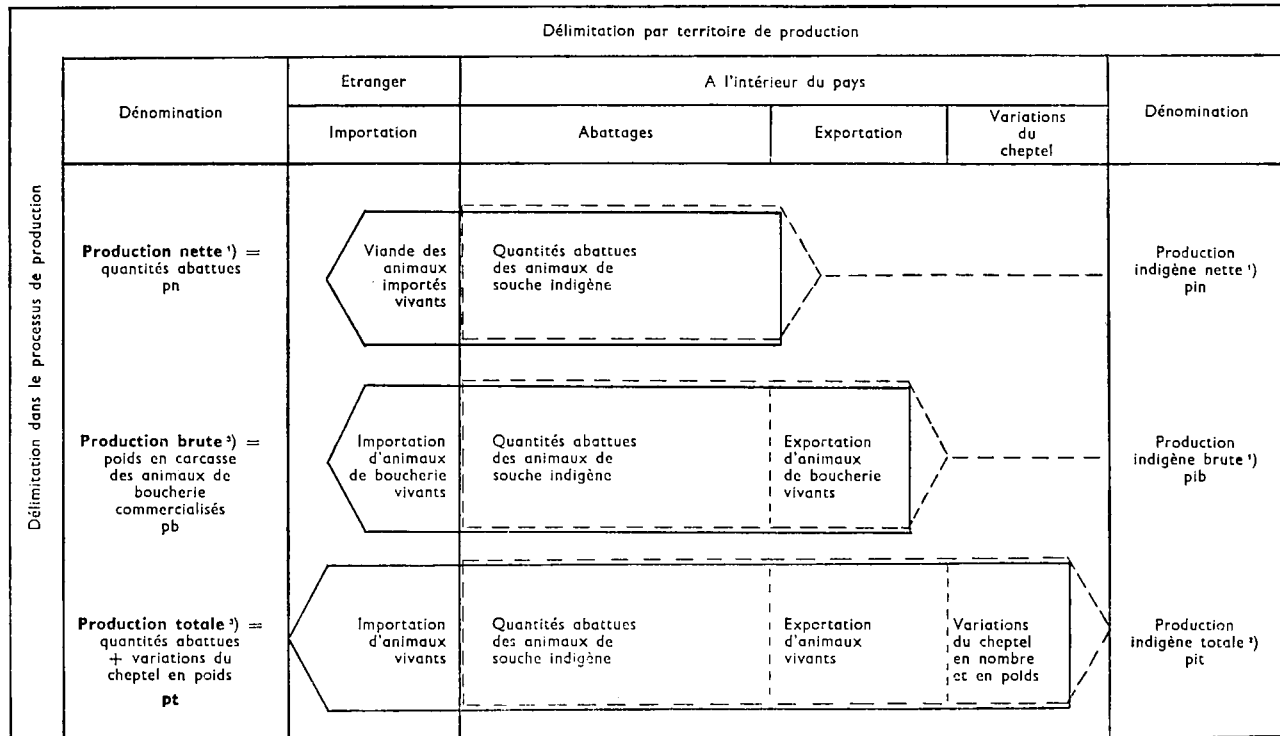 Délimitation par territoire de production
Délimitation dans le processus de production
Dénomination
Etranger
A l'intérieur du pays
Dénomination
Importation
Abattages
Exportation
Variations
du
cheptel
Production nette ¹) =
quantités abattues
pn
Viande des
animaux
importés
vivants
Quantités abattues
des animaux de
souche indigène
Production
indigène nette ¹)
pin
Production brute ²) =
poids en carcasse
des animaux de
boucherie
commercialisés
pb
Importation
d'animaux
de boucherie
vivants
Quantités abattues
des animaux de
souche indigène
Exportation
d'animaux
de boucherie
vivants
Production
indigène brute ¹)
pib
Production totale ³) =
quantités abattues
+ variations du
cheptel en poids
pt
Importation
d'animaux
vivants
Quantités abattues
des animaux de
souche indigène
Exportation
d'animaux
vivants
Variations
du cheptel
en nombre
et en poids
Production
indigène totale ³)
pit